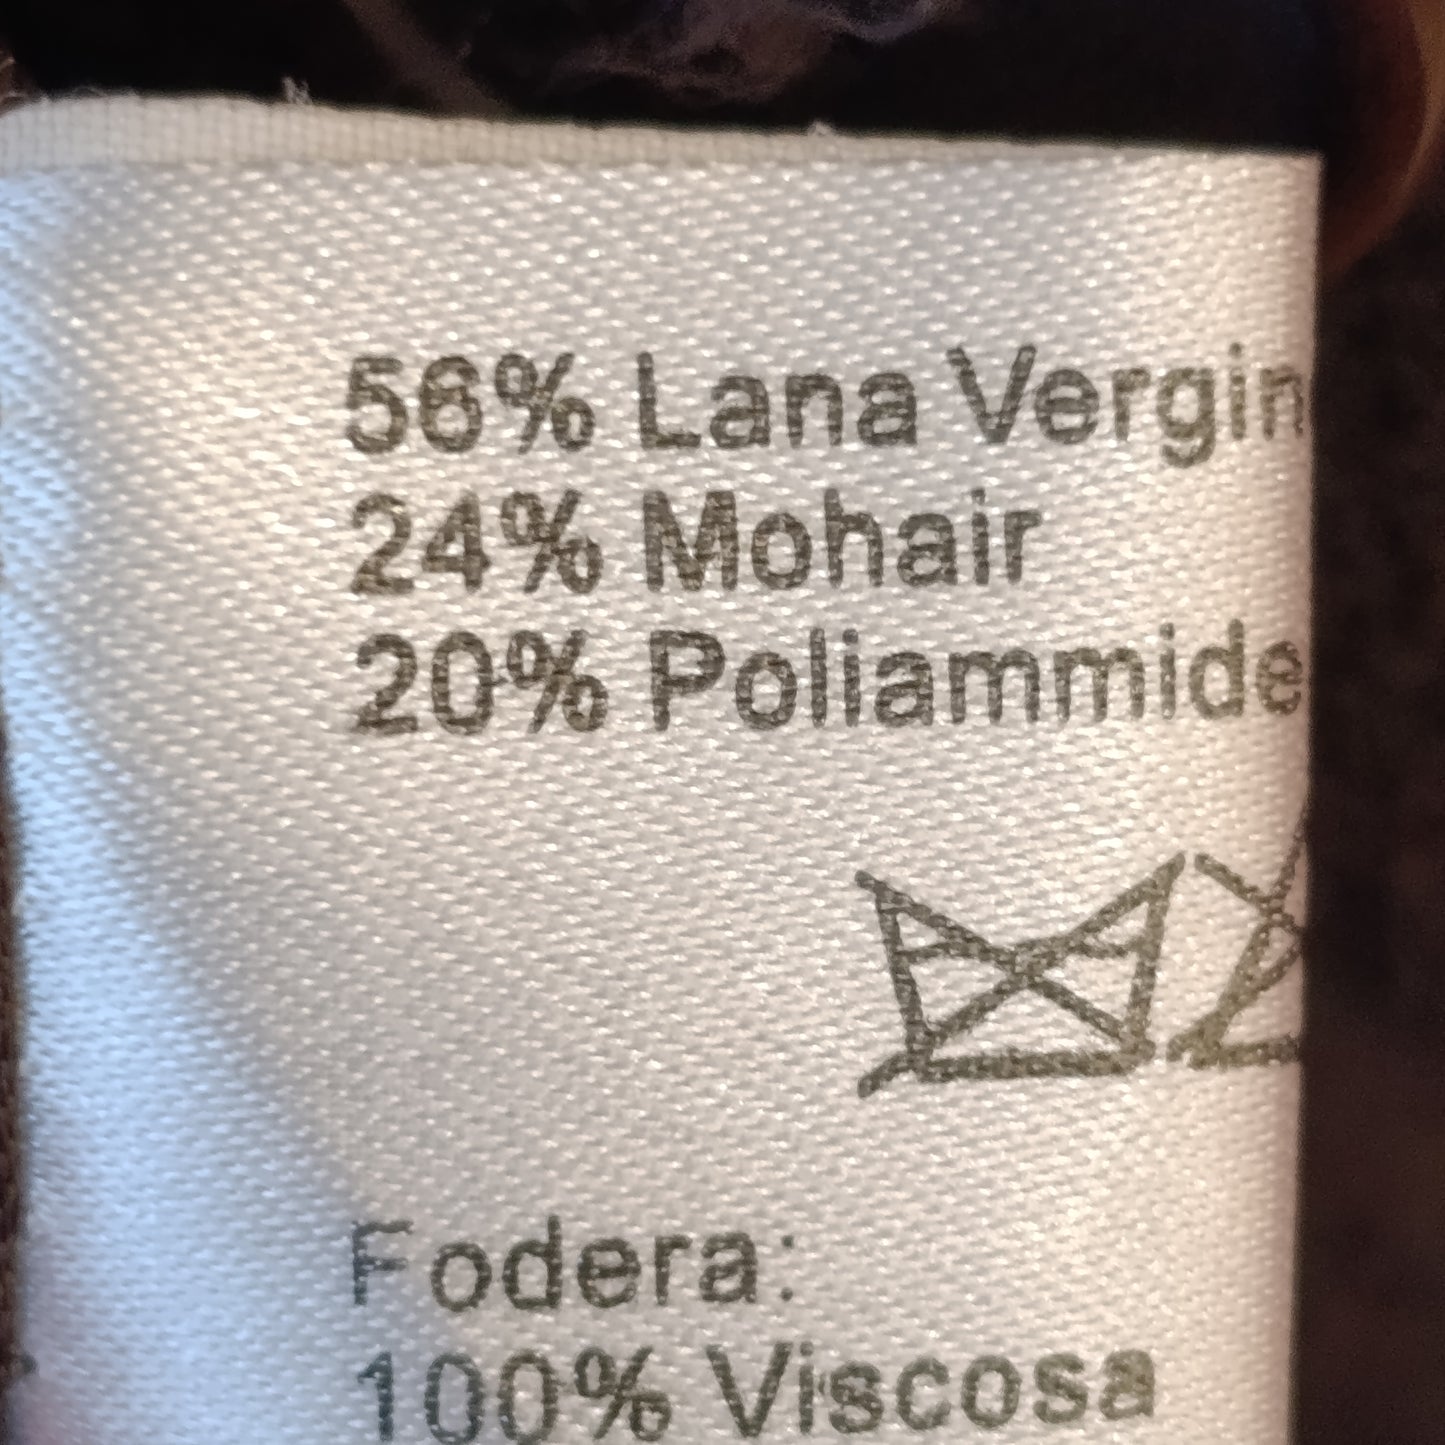 56% Lana Vergin
24% Mohair
20% Poliammide
Fodera:
100% Viscosa